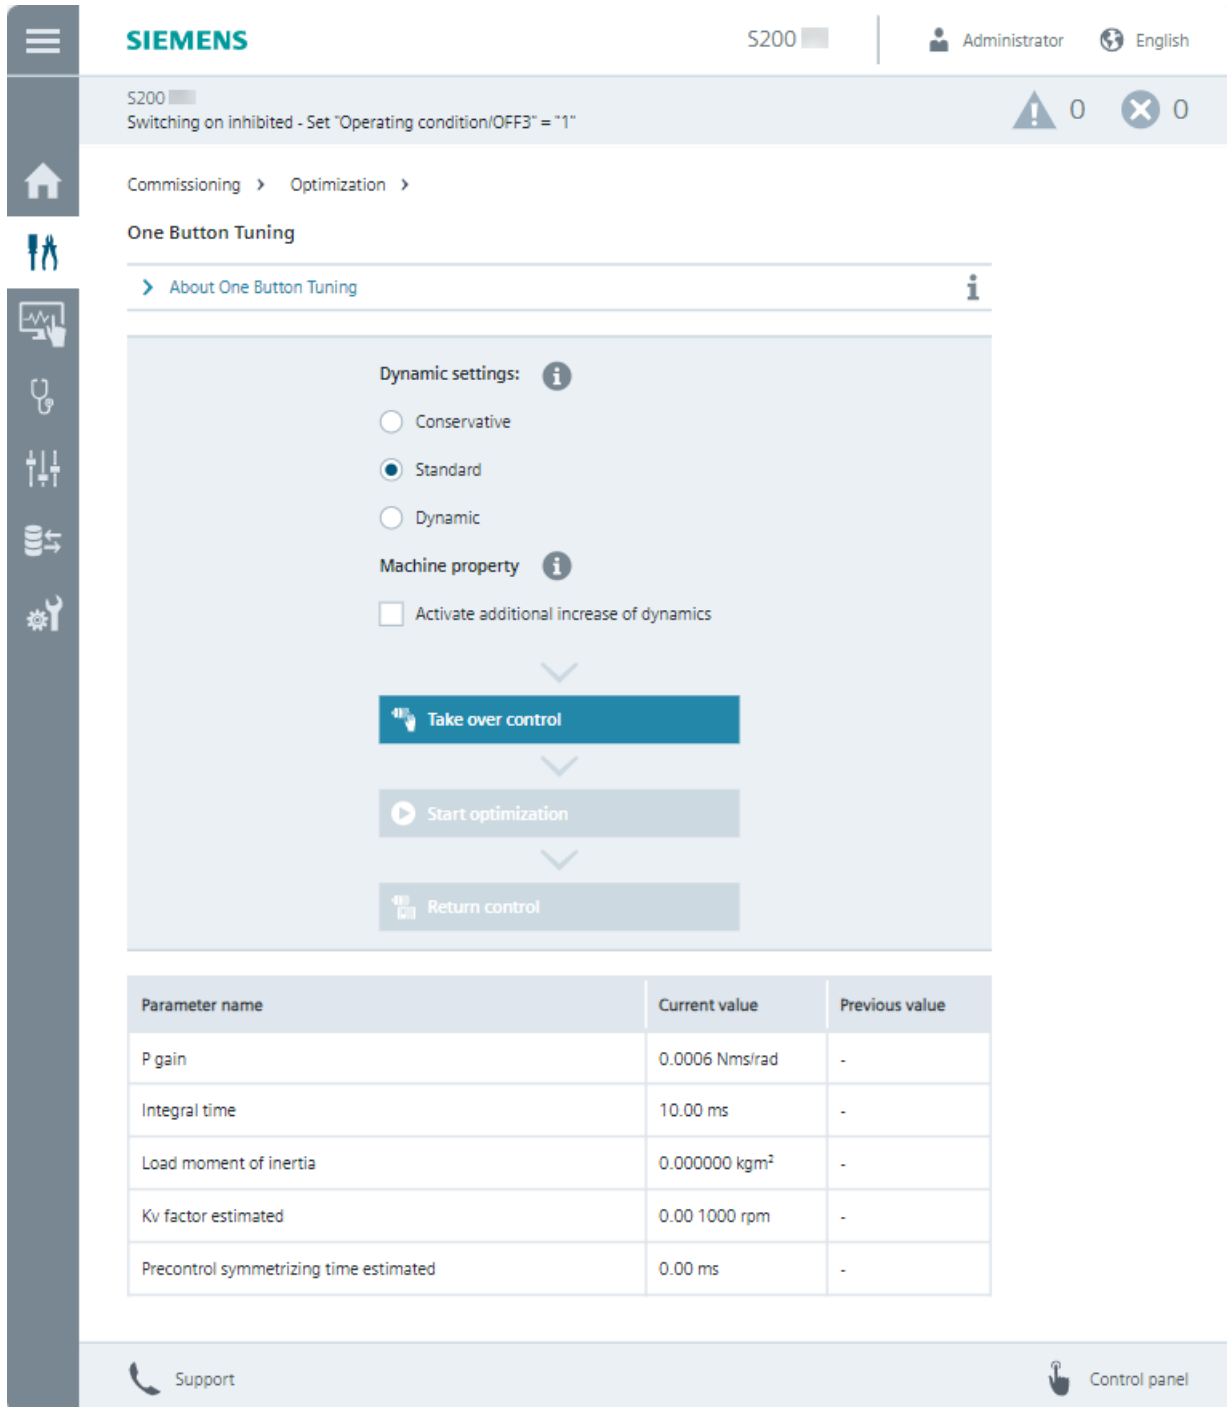 SIEMENS S200 Administrator English
S200
Switching on inhibited - Set "Operating condition/OFF3" = "1"
0 0
Commissioning > Optimization >
One Button Tuning
> About One Button Tuning
Dynamic settings:
Conservative
Standard
Dynamic
Machine property
Activate additional increase of dynamics
Take over control
Start optimization
Return control
Parameter name Current value Previous value
P gain 0.0006 Nms/rad -
Integral time 10.00 ms -
Load moment of inertia 0.000000 kgm² -
Kv factor estimated 0.00 1000 rpm -
Precontrol symmetrizing time estimated 0.00 ms -
Support Control panel